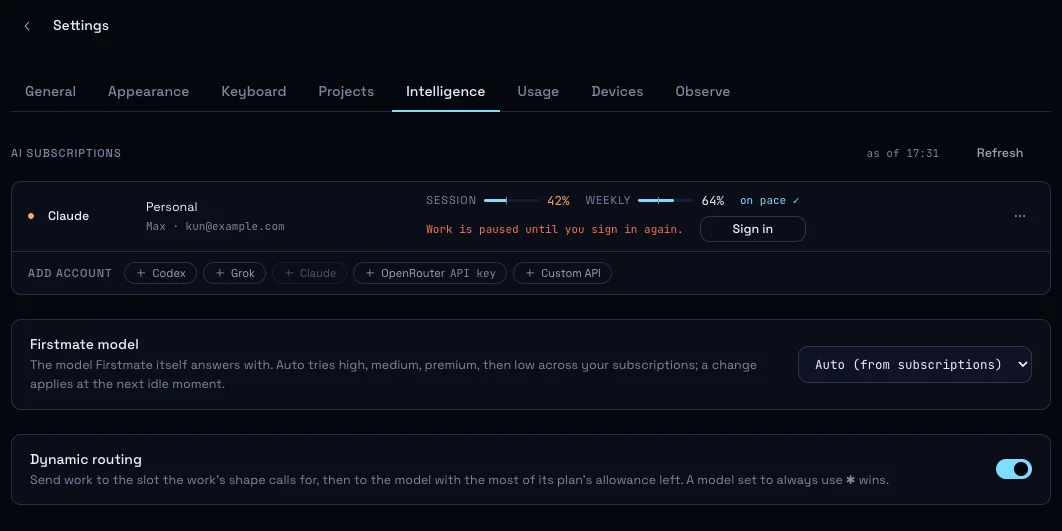 Settings
General Appearance Keyboard Projects Intelligence Usage Devices Observe
AI SUBSCRIPTIONS as of 17:31 Refresh
Claude
Personal
Max · kun@example.com
SESSION 42% WEEKLY 64% on pace ✓
Work is paused until you sign in again. Sign in
ADD ACCOUNT + Codex + Grok + Claude + OpenRouter API key + Custom API
Firstmate model
The model Firstmate itself answers with. Auto tries high, medium, premium, then low across your subscriptions; a change
applies at the next idle moment.
Auto (from subscriptions)
Dynamic routing
Send work to the slot the work's shape calls for, then to the model with the most of its plan's allowance left. A model set to always use ✱ wins.